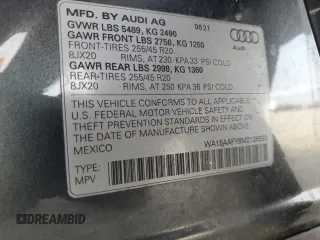 MFD. BY AUDI AG 06/21
GVWR LBS 5489, KG 2490
GAWR FRONT LBS 2756, KG 1250
FRONT-TIRES 255/45 R20
8JX20 RIMS, AT 230 KPA 33 PSI COLD
GAWR REAR LBS 2998, KG 1360
REAR-TIRES 255/45 R20
8JX20 RIMS, AT 250 KPA 36 PSI COLD
THIS VEHICLE CONFORMS TO ALL APPLICABLE
U.S. FEDERAL MOTOR VEHICLE SAFETY AND
THEFT PREVENTION STANDARDS IN EFFECT ON
THE DATE OF MANUFACTURE SHOWN ABOVE.
MEXICO
TYPE:
MPV
Audi
DREAMBID